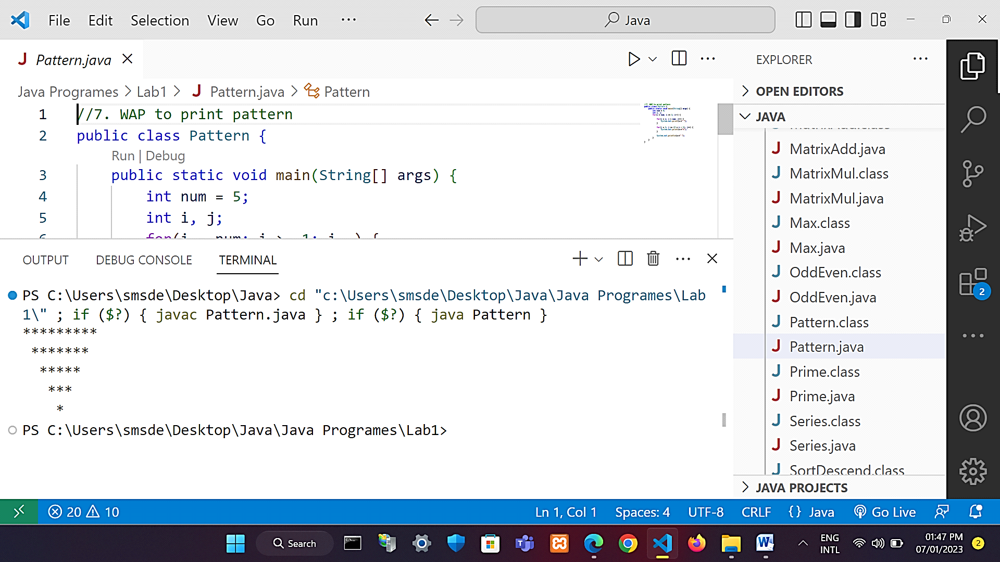 File Edit Selection View Go Run ··· Java
Pattern.java
EXPLORER
Java Programes > Lab1 > Pattern.java > Pattern
OPEN EDITORS
JAVA
1 //7. WAP to print pattern
2 public class Pattern {
Run | Debug
3 public static void main(String[] args) {
4 int num = 5;
5 int i, j;
MatrixAdd.java
MatrixMul.class
MatrixMul.java
Max.class
Max.java
OddEven.class
OddEven.java
Pattern.class
Pattern.java
Prime.class
Prime.java
Series.class
Series.java
SortDescend.class
JAVA PROJECTS
2
OUTPUT DEBUG CONSOLE TERMINAL
PS C:\Users\smsde\Desktop\Java> cd "c:\Users\smsde\Desktop\Java\Java Programes\Lab
1\" ; if ($?) { javac Pattern.java } ; if ($?) { java Pattern }
*********
 *******
  *****
   ***
    *
PS C:\Users\smsde\Desktop\Java\Java Programes\Lab1>
20 10 Ln 1, Col 1 Spaces: 4 UTF-8 CRLF {} Java Go Live
Search
ENG
INTL
01:47 PM
07/01/2023
2